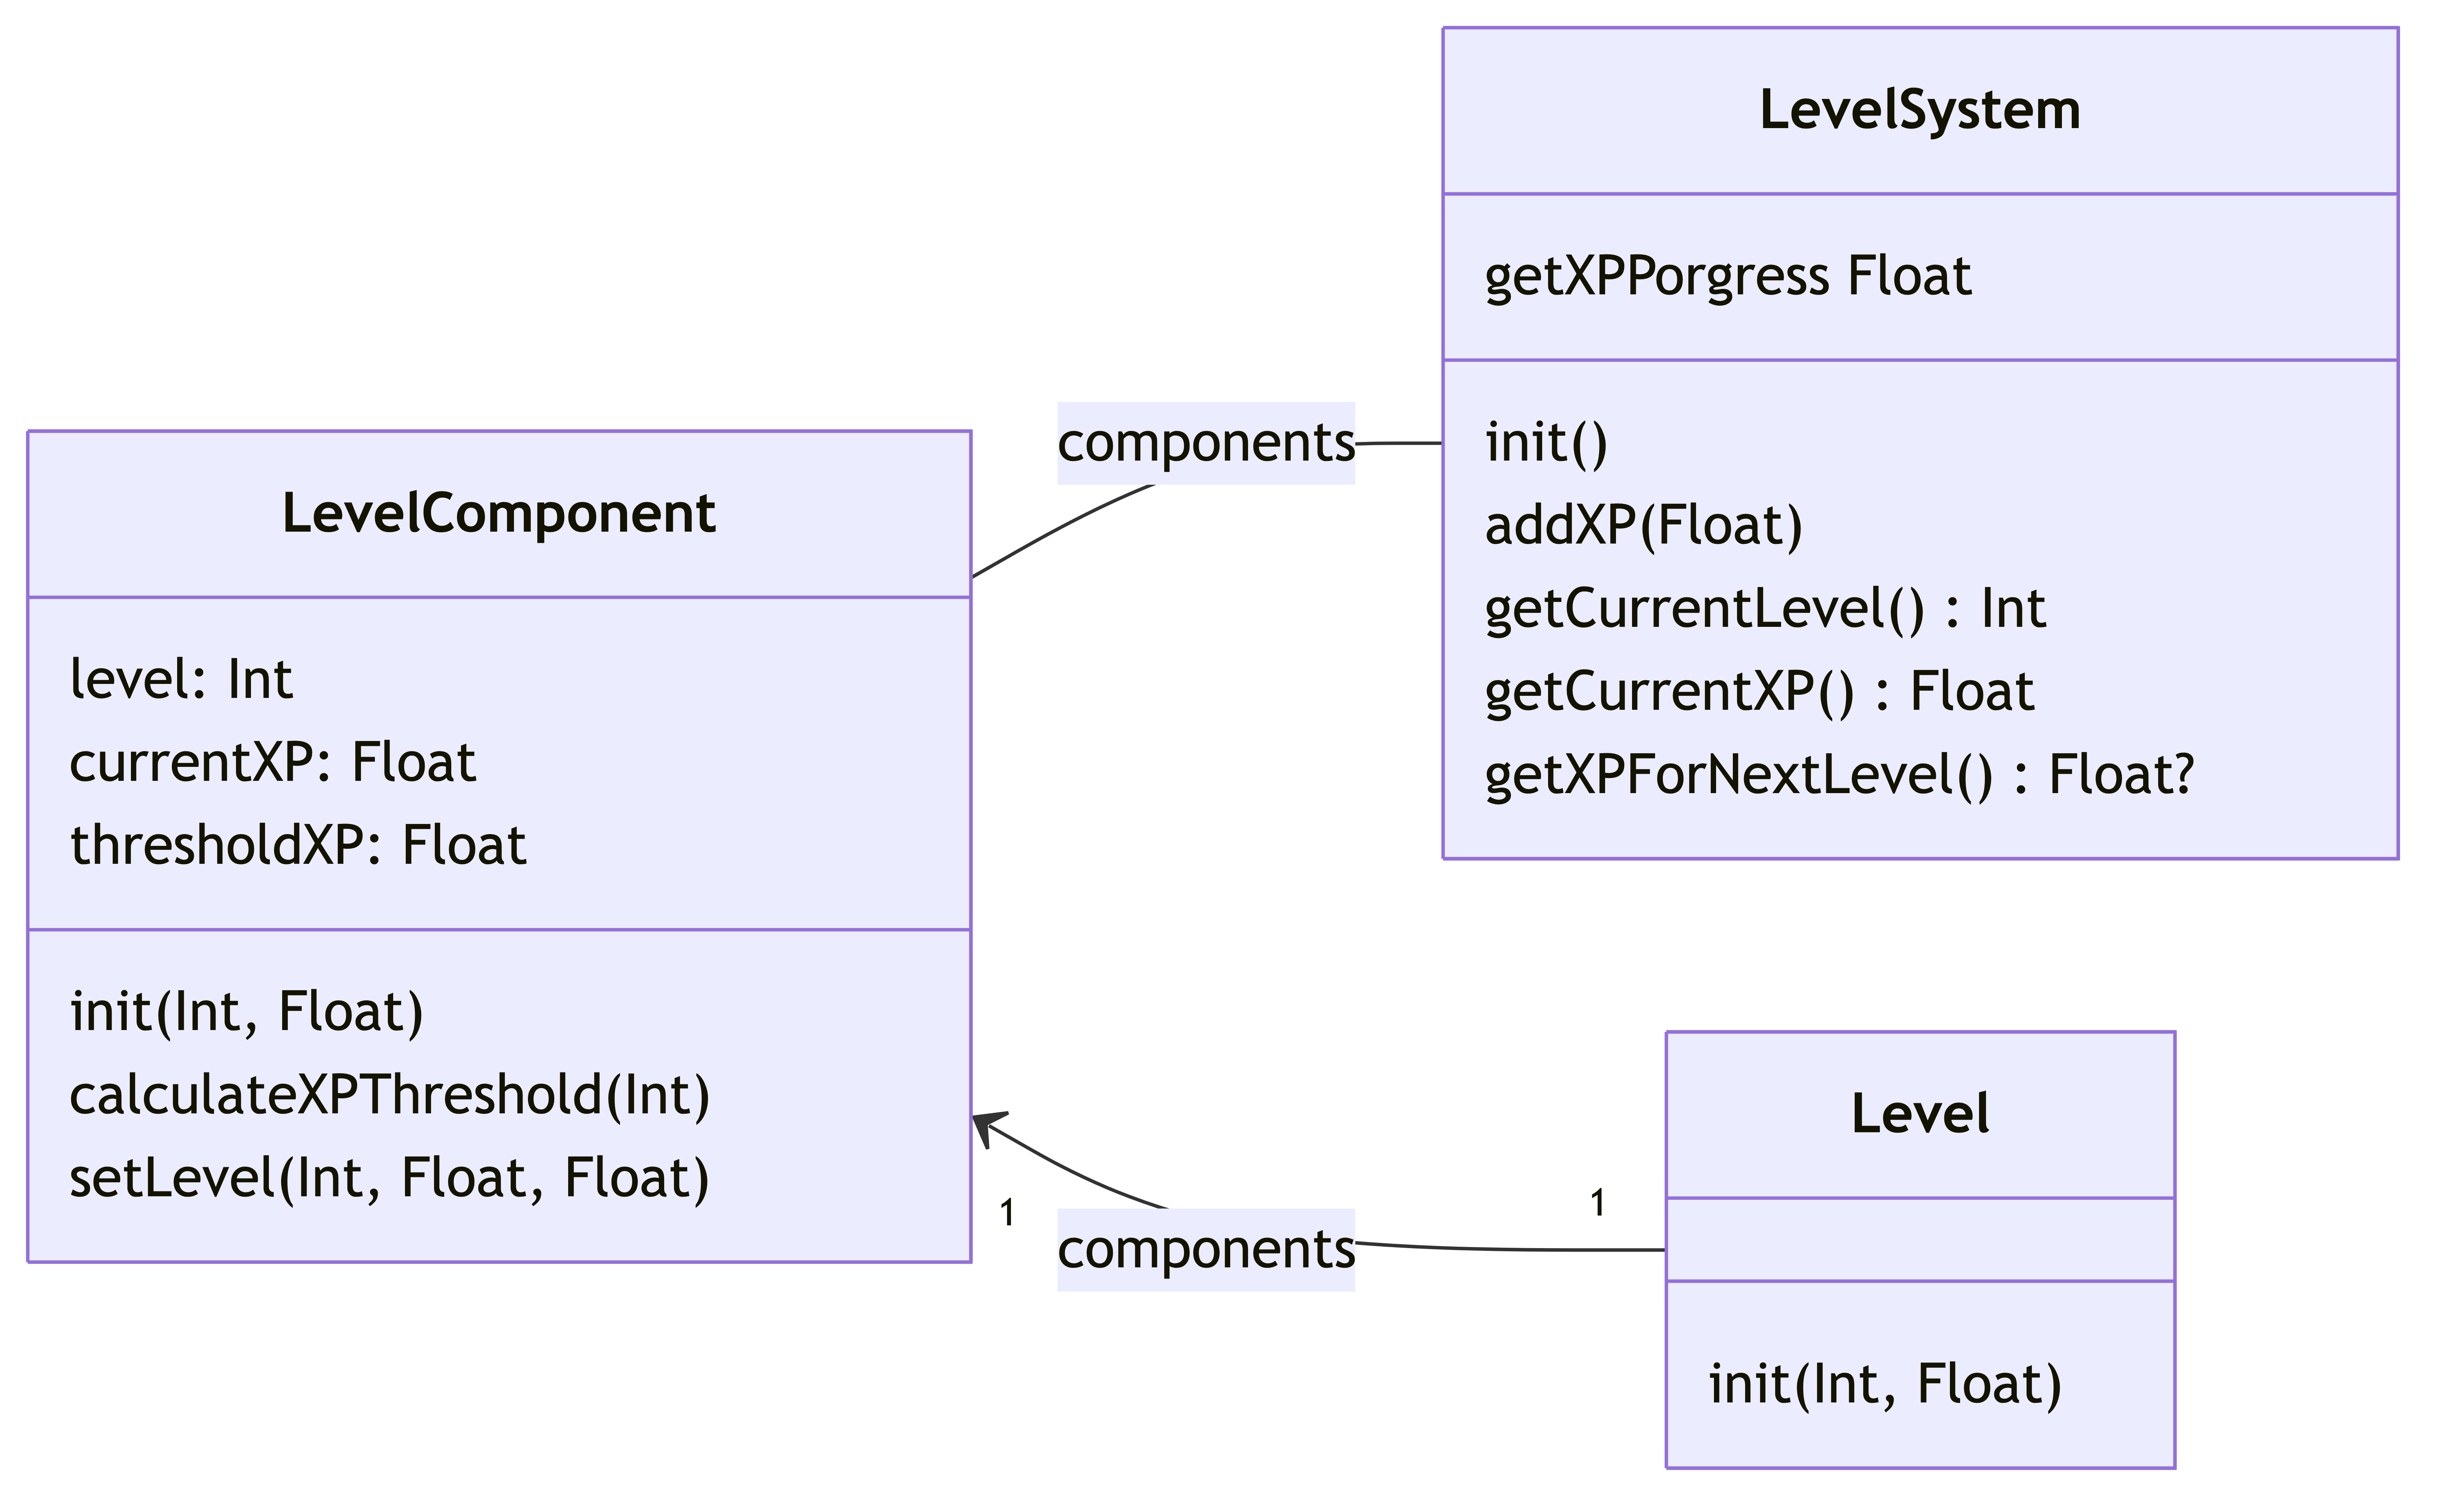 LevelSystem
getXPPorgress Float
init()
addXP(Float)
getCurrentLevel() : Int
getCurrentXP() : Float
getXPForNextLevel() : Float?
components
LevelComponent
level: Int
currentXP: Float
thresholdXP: Float
init(Int, Float)
calculateXPThreshold(Int)
setLevel(Int, Float, Float)
1
components
1
Level
init(Int, Float)